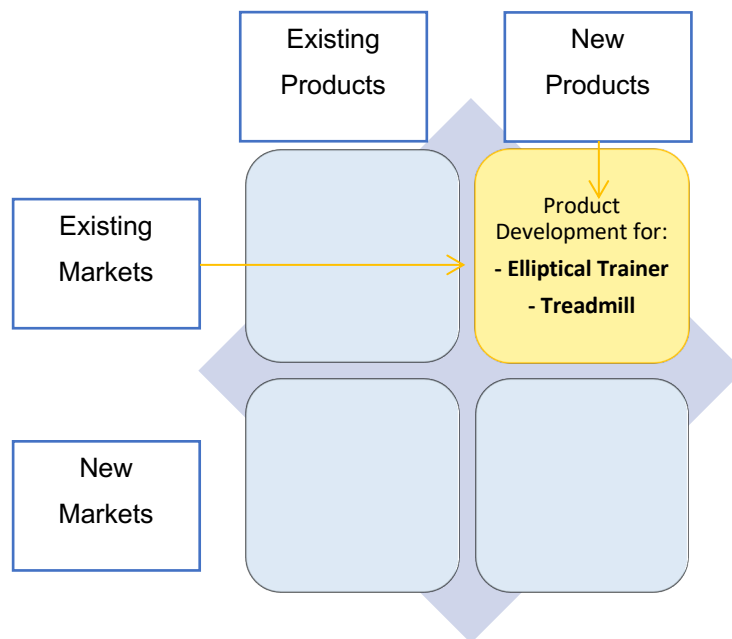 Existing
Products
New
Products
Existing
Markets
Product
Development for:
- Elliptical Trainer
- Treadmill
New
Markets